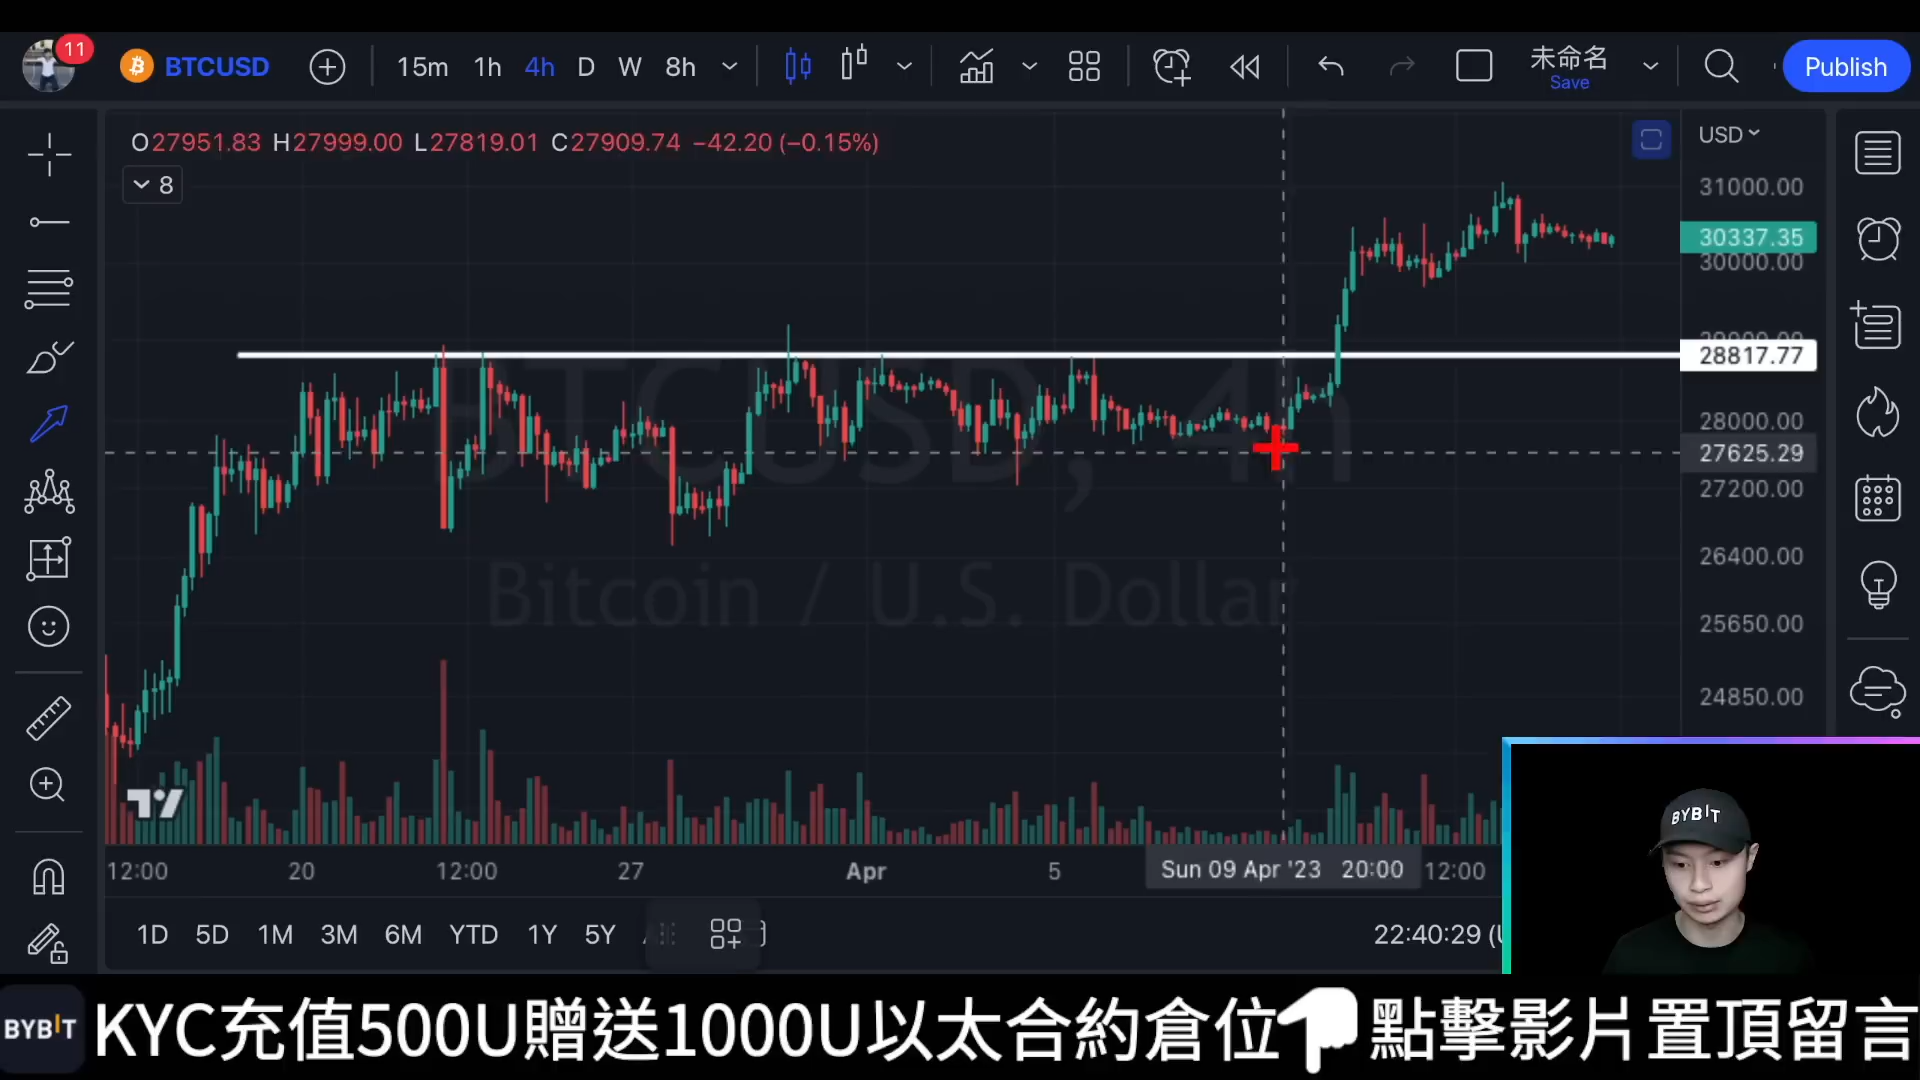 11
BTCUSD
15m 1h 4h D W 8h
未命名
Save
Publish
O27951.83 H27999.00 L27819.01 C27909.74 −42.20 (−0.15%)
8
USD
31000.00
30337.35
30000.00
28817.77
28000.00
27625.29
27200.00
26400.00
25650.00
24850.00
BTCUSD, 4h
Bitcoin / U.S. Dollar
12:00 20 12:00 27 Apr 5 Sun 09 Apr '23 20:00 12:00
1D 5D 1M 3M 6M YTD 1Y 5Y
22:40:29
BYBIT
BYBIT KYC充值500U贈送1000U以太合約倉位 點擊影片置頂留言